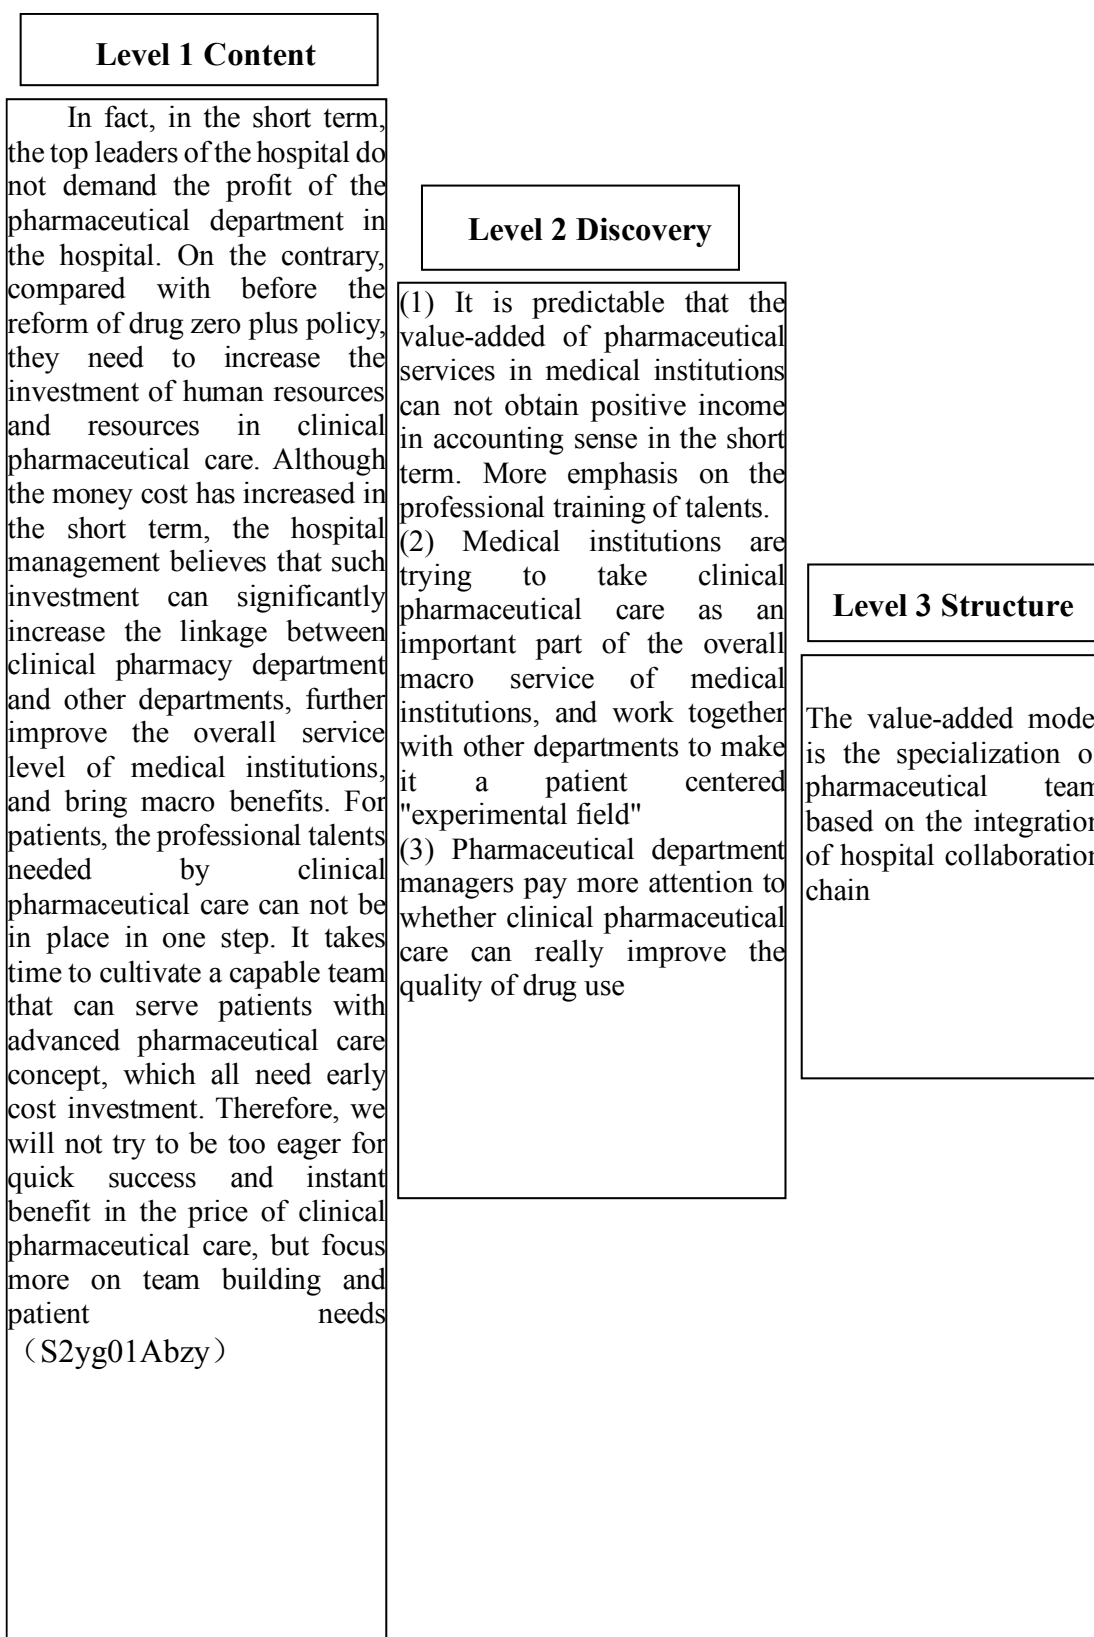 Level 1 Content
In fact, in the short term,
the top leaders of the hospital do
not demand the profit of the
pharmaceutical department in
the hospital. On the contrary,
compared with before the
reform of drug zero plus policy,
they need to increase the
investment of human resources
and resources in clinical
pharmaceutical care. Although
the money cost has increased in
the short term, the hospital
management believes that such
investment can significantly
increase the linkage between
clinical pharmacy department
and other departments, further
improve the overall service
level of medical institutions,
and bring macro benefits. For
patients, the professional talents
needed by clinical
pharmaceutical care can not be
in place in one step. It takes
time to cultivate a capable team
that can serve patients with
advanced pharmaceutical care
concept, which all need early
cost investment. Therefore, we
will not try to be too eager for
quick success and instant
benefit in the price of clinical
pharmaceutical care, but focus
more on team building and
patient needs
（S2yg01Abzy）
Level 2 Discovery
(1) It is predictable that the
value-added of pharmaceutical
services in medical institutions
can not obtain positive income
in accounting sense in the short
term. More emphasis on the
professional training of talents.
(2) Medical institutions are
trying to take clinical
pharmaceutical care as an
important part of the overall
macro service of medical
institutions, and work together
with other departments to make
it a patient centered
"experimental field"
(3) Pharmaceutical department
managers pay more attention to
whether clinical pharmaceutical
care can really improve the
quality of drug use
Level 3 Structure
The value-added mode
is the specialization o
pharmaceutical team
based on the integration
of hospital collaboration
chain